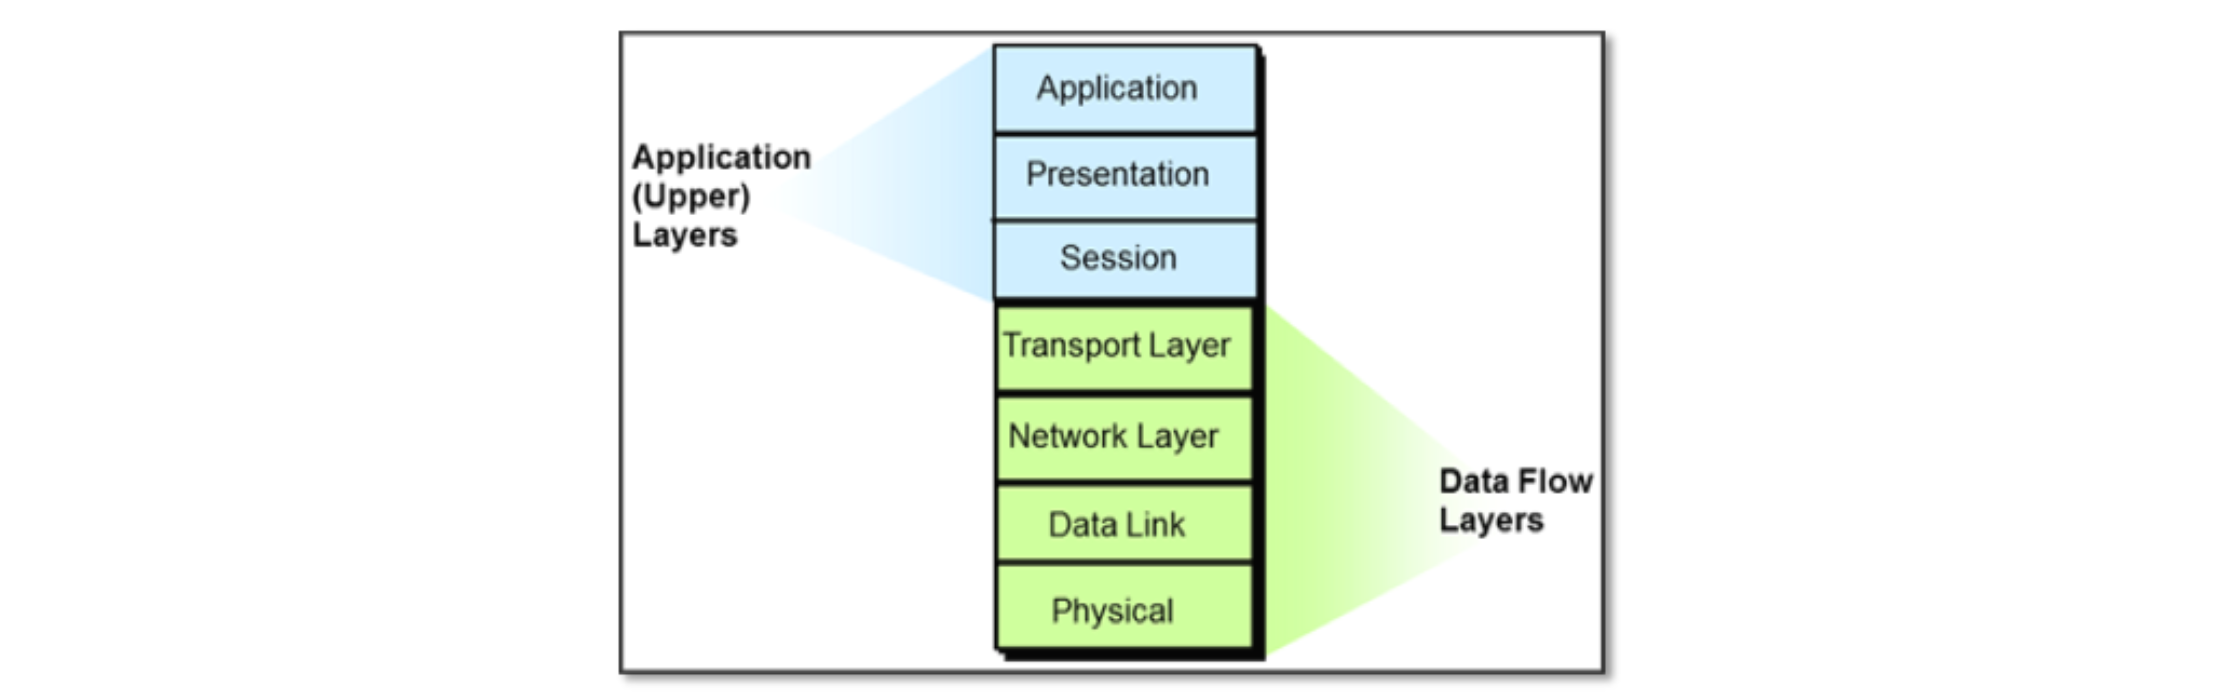 Application
Presentation
Session
Transport Layer
Network Layer
Data Link
Physical
Application
(Upper)
Layers
Data Flow
Layers